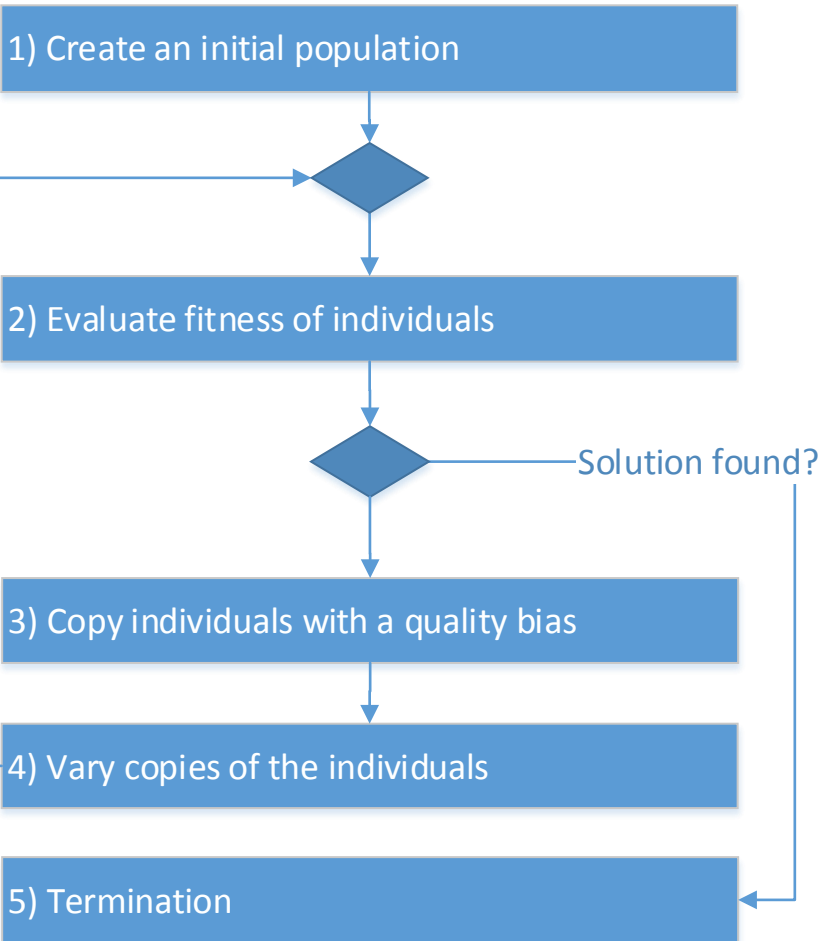 1) Create an initial population
2) Evaluate fitness of individuals
Solution found?
3) Copy individuals with a quality bias
4) Vary copies of the individuals
5) Termination